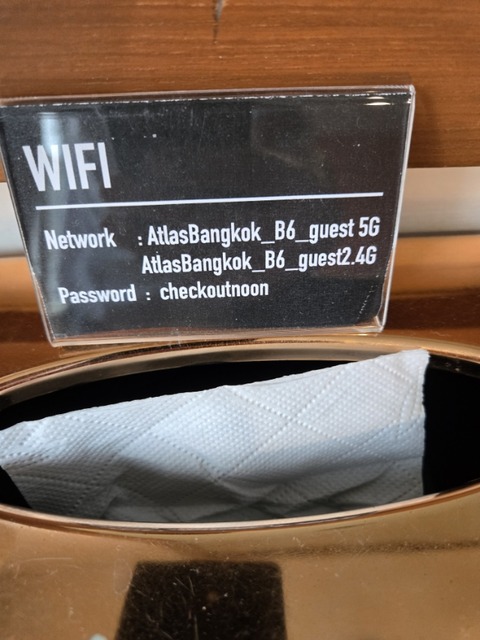 WIFI
Network : AtlasBangkok_B6_guest 5G
AtlasBangkok_B6_guest2.4G
Password : checkoutnoon